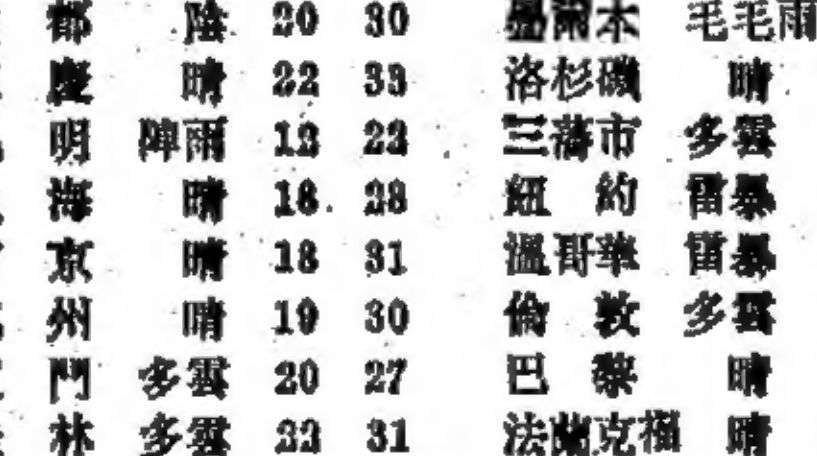 都 陰 20 30 墨爾本 毛毛雨
慶 晴 22 33 洛杉磯 晴
明 陣雨 13 23 三藩市 多雲
海 晴 18 28 紐 約 雷暴
京 晴 18 31 溫哥華 雷暴
州 晴 19 30 倫 敦 多雲
門 多雲 20 27 巴 黎 晴
林 多雲 23 31 法蘭克福 晴